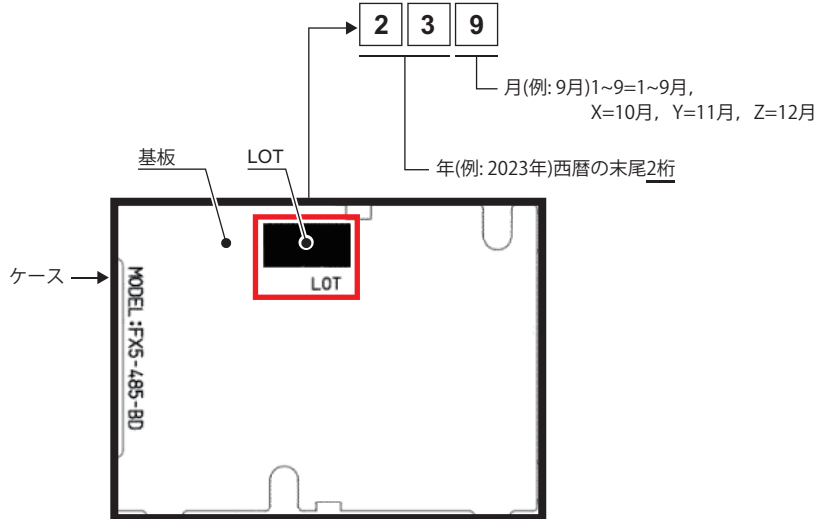 2 3 9
月(例: 9月)1~9=1~9月,
X=10月, Y=11月, Z=12月
年(例: 2023年)西暦の末尾2桁
基板
LOT
ケース
LOT
MODEL:FX5-485-BD